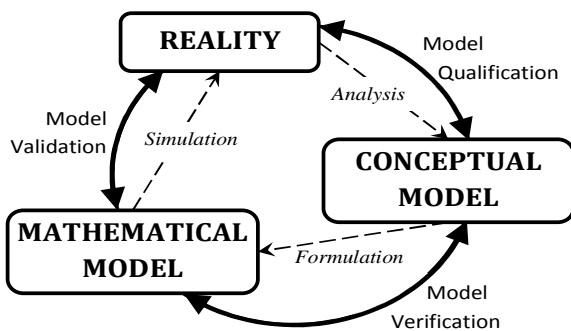 REALITY
Model
Qualification
Analysis
Model
Validation
Simulation
CONCEPTUAL
MODEL
MATHEMATICAL
MODEL
Formulation
Model
Verification